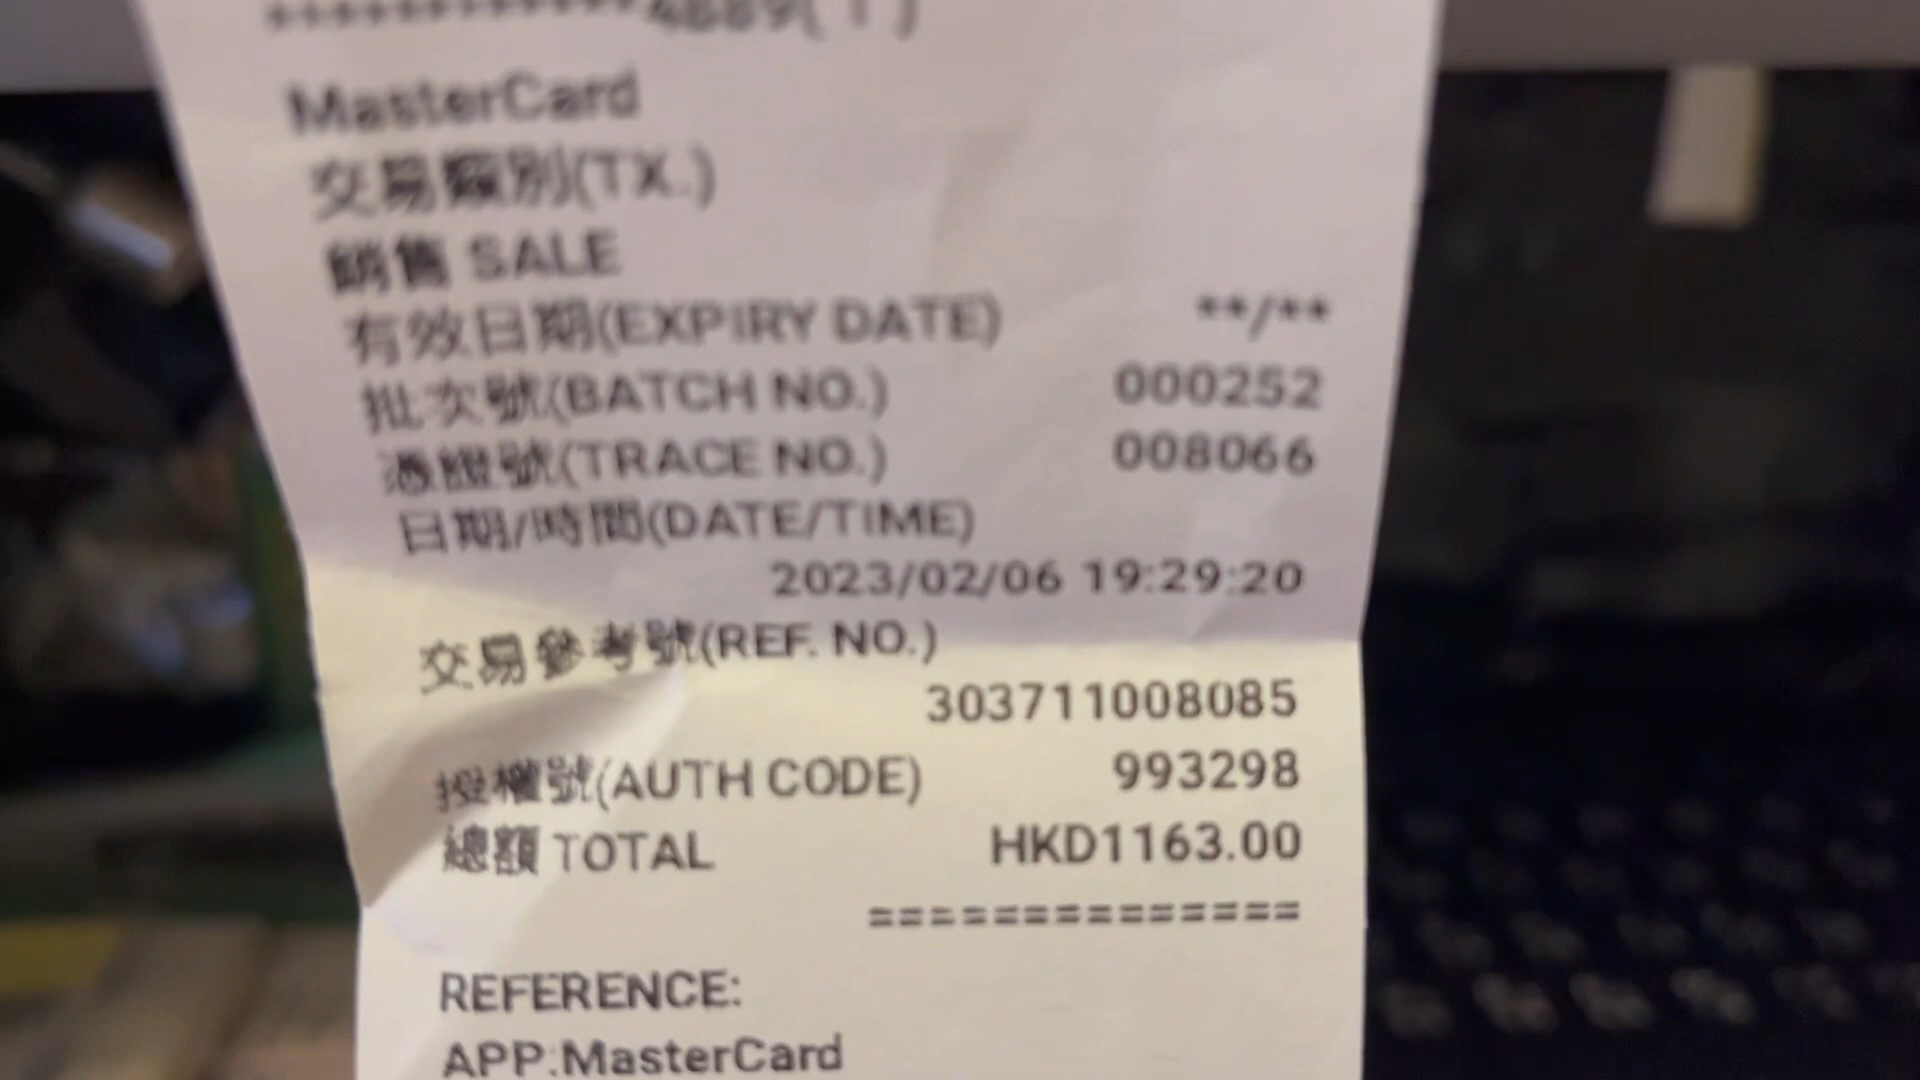 ************4889( T )
MasterCard
交易類別(TX.)
銷售 SALE
有效日期(EXPIRY DATE) **/**
批次號(BATCH NO.) 000252
憑證號(TRACE NO.) 008066
日期/時間(DATE/TIME)
2023/02/06 19:29:20
交易參考號(REF. NO.)
303711008085
授權號(AUTH CODE) 993298
總額 TOTAL HKD1163.00
==============
REFERENCE:
APP:MasterCard